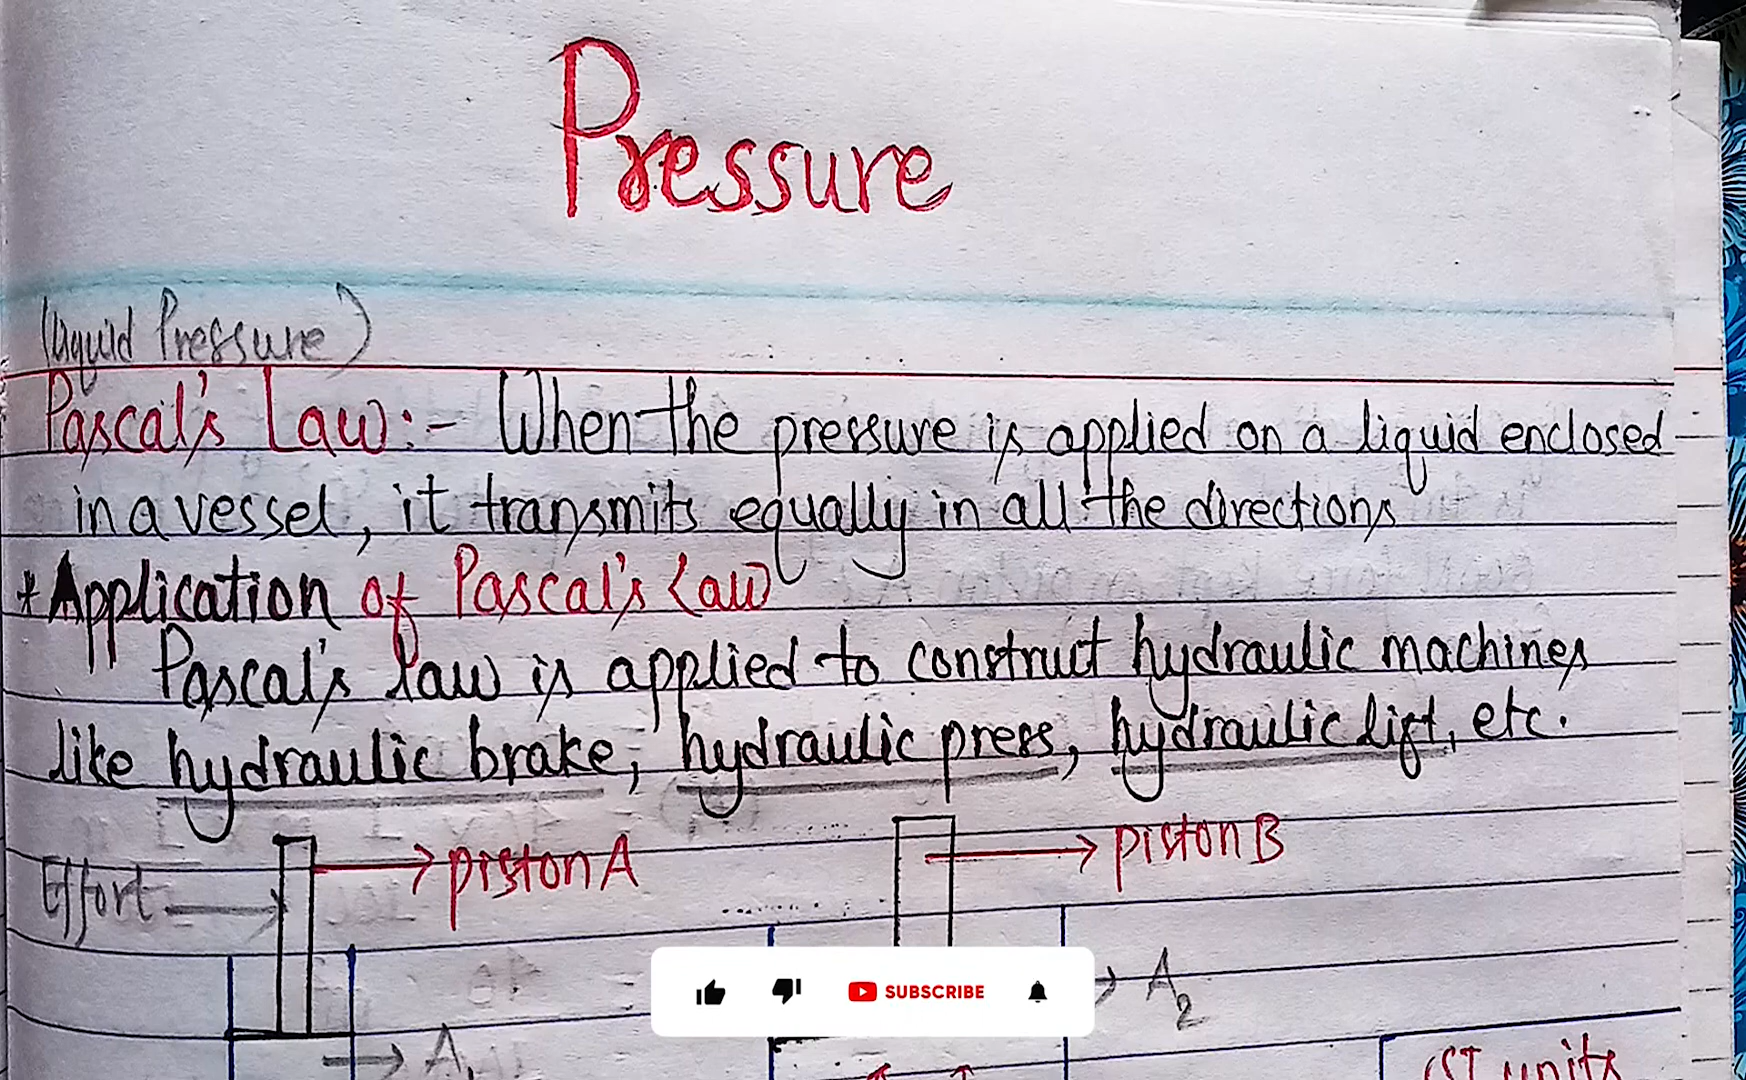 Pressure
(Liquid Pressure)
Pascal's Law:- When the pressure is applied on a liquid enclosed
in a vessel, it transmits equally in all the directions
*Application of Pascal's Law
Pascal's law is applied to construct hydraulic machines
like hydraulic brake, hydraulic press, hydraulic lift, etc.
Effort → piston A → piston B
SUBSCRIBE
→ A₁ → A₂
SI units